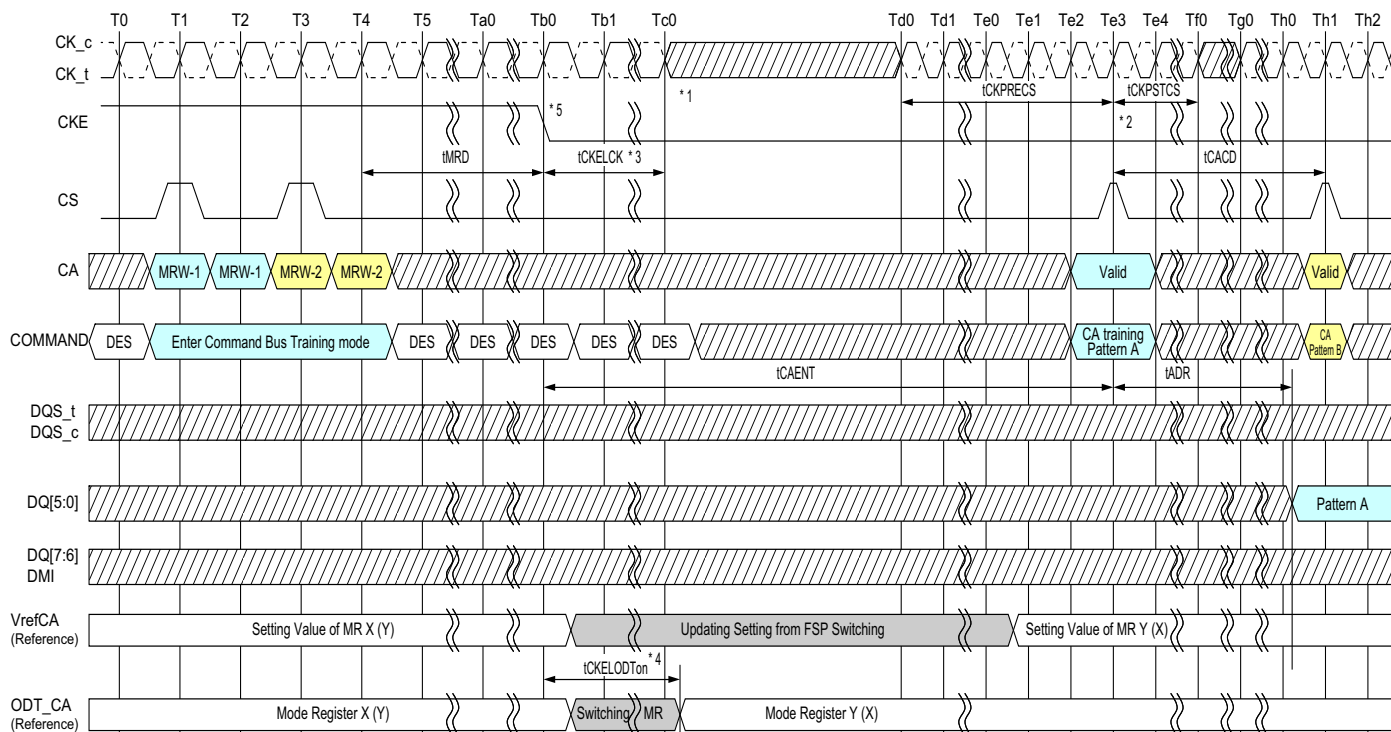 T0 T1 T2 T3 T4 T5 Ta0 Tb0 Tb1 Tc0 Td0 Td1 Te0 Te1 Te2 Te3 Te4 Tf0 Tg0 Th0 Th1 Th2
CK_c
CK_t
* 1
tCKPRECS
tCKPSTCS
CKE
* 5
* 2
tMRD
tCKELCK * 3
tCACD
CS
CA
MRW-1
MRW-1
MRW-2
MRW-2
Valid
Valid
COMMAND
DES
Enter Command Bus Training mode
DES
DES
DES
DES
DES
CA training
Pattern A
CA
Pattern B
tCAENT
tADR
DQS_t
DQS_c
DQ[5:0]
Pattern A
DQ[7:6]
DMI
VrefCA
(Reference)
Setting Value of MR X (Y)
Updating Setting from FSP Switching
Setting Value of MR Y (X)
tCKELODTon * 4
ODT_CA
(Reference)
Mode Register X (Y)
Switching MR
Mode Register Y (X)